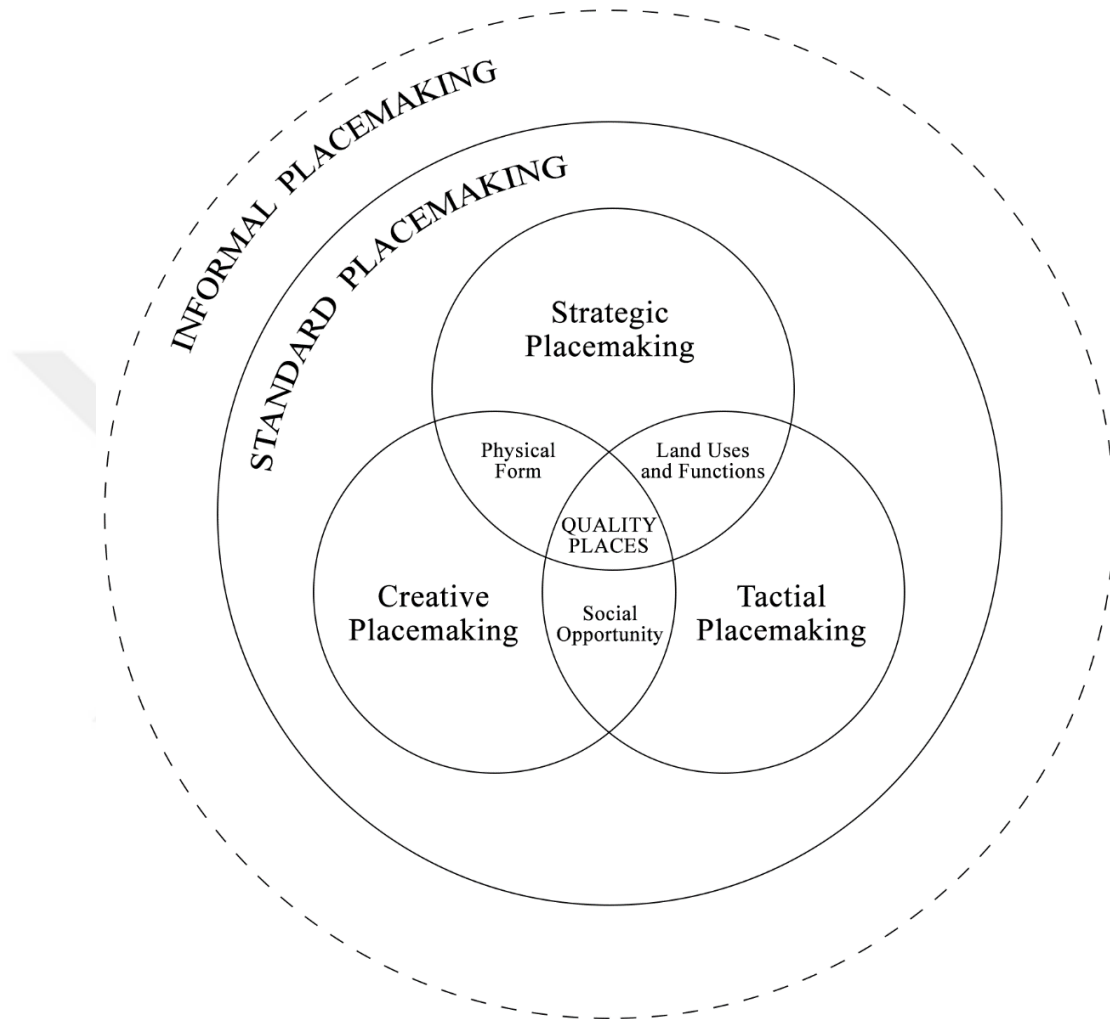 INFORMAL PLACEMAKING
STANDARD PLACEMAKING
Strategic
Placemaking
Physical
Form
Land Uses
and Functions
QUALITY
PLACES
Creative
Placemaking
Social
Opportunity
Tactial
Placemaking